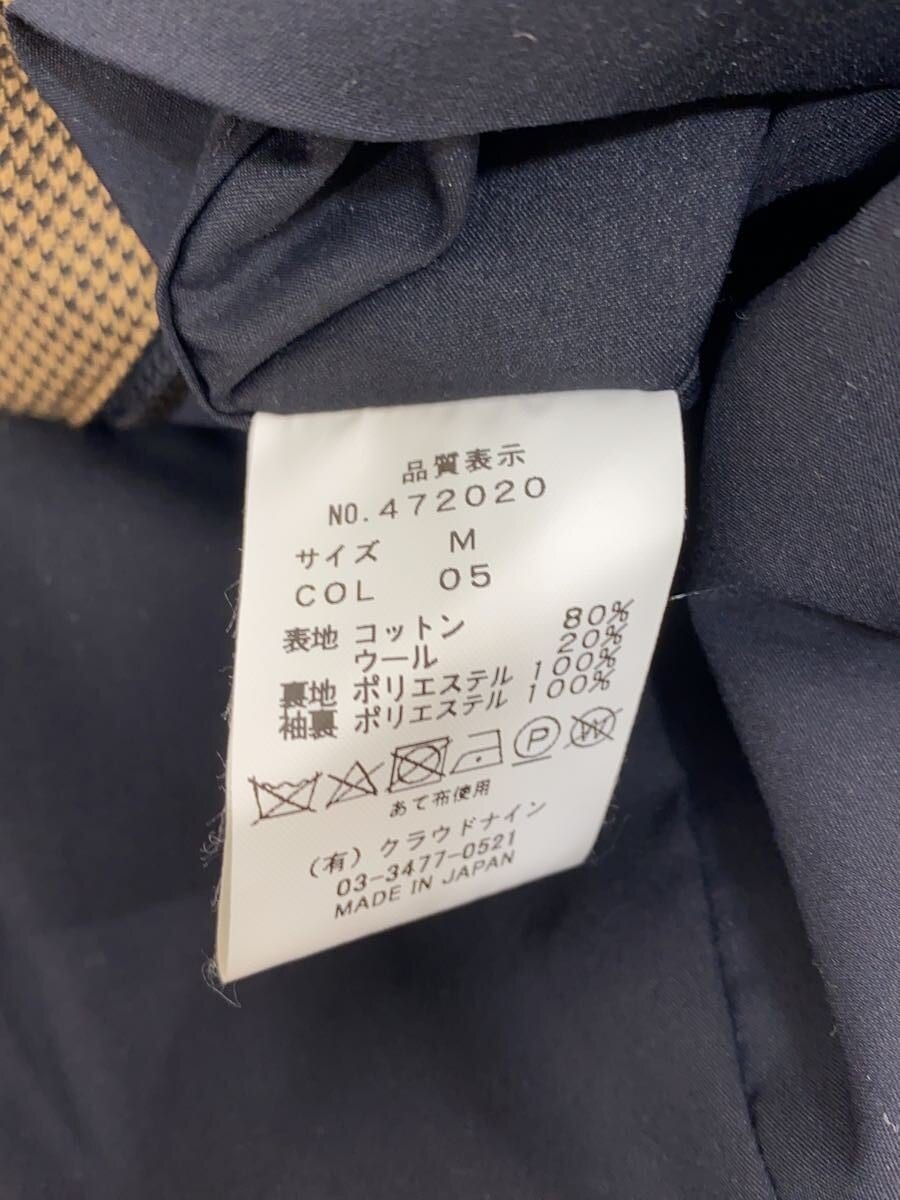 品質表示
NO.472020
サイズ M
COL 05
表地 コットン 80%
ウール 20%
裏地 ポリエステル 100%
袖裏 ポリエステル 100%
P W
あて布使用
(有)クラウドナイン
03-3477-0521
MADE IN JAPAN